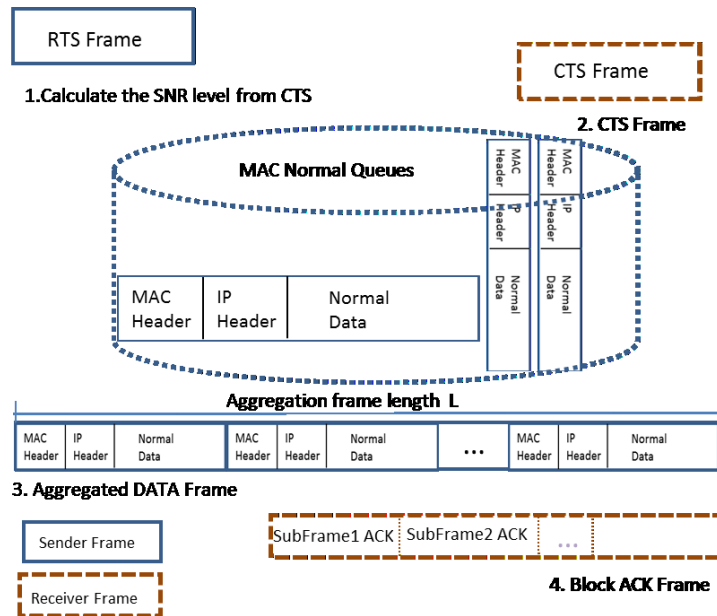 RTS Frame
CTS Frame
1.Calculate the SNR level from CTS
2. CTS Frame
MAC Normal Queues
MAC
Header
IP
Header
Normal
Data
MAC
Header
IP
Header
Normal
Data
MAC
Header
IP
Header
Normal
Data
Aggregation frame length L
MAC
Header
IP
Header
Normal
Data
MAC
Header
IP
Header
Normal
Data
...
MAC
Header
IP
Header
Normal
Data
3. Aggregated DATA Frame
Sender Frame
SubFrame1 ACK
SubFrame2 ACK
...
Receiver Frame
4. Block ACK Frame